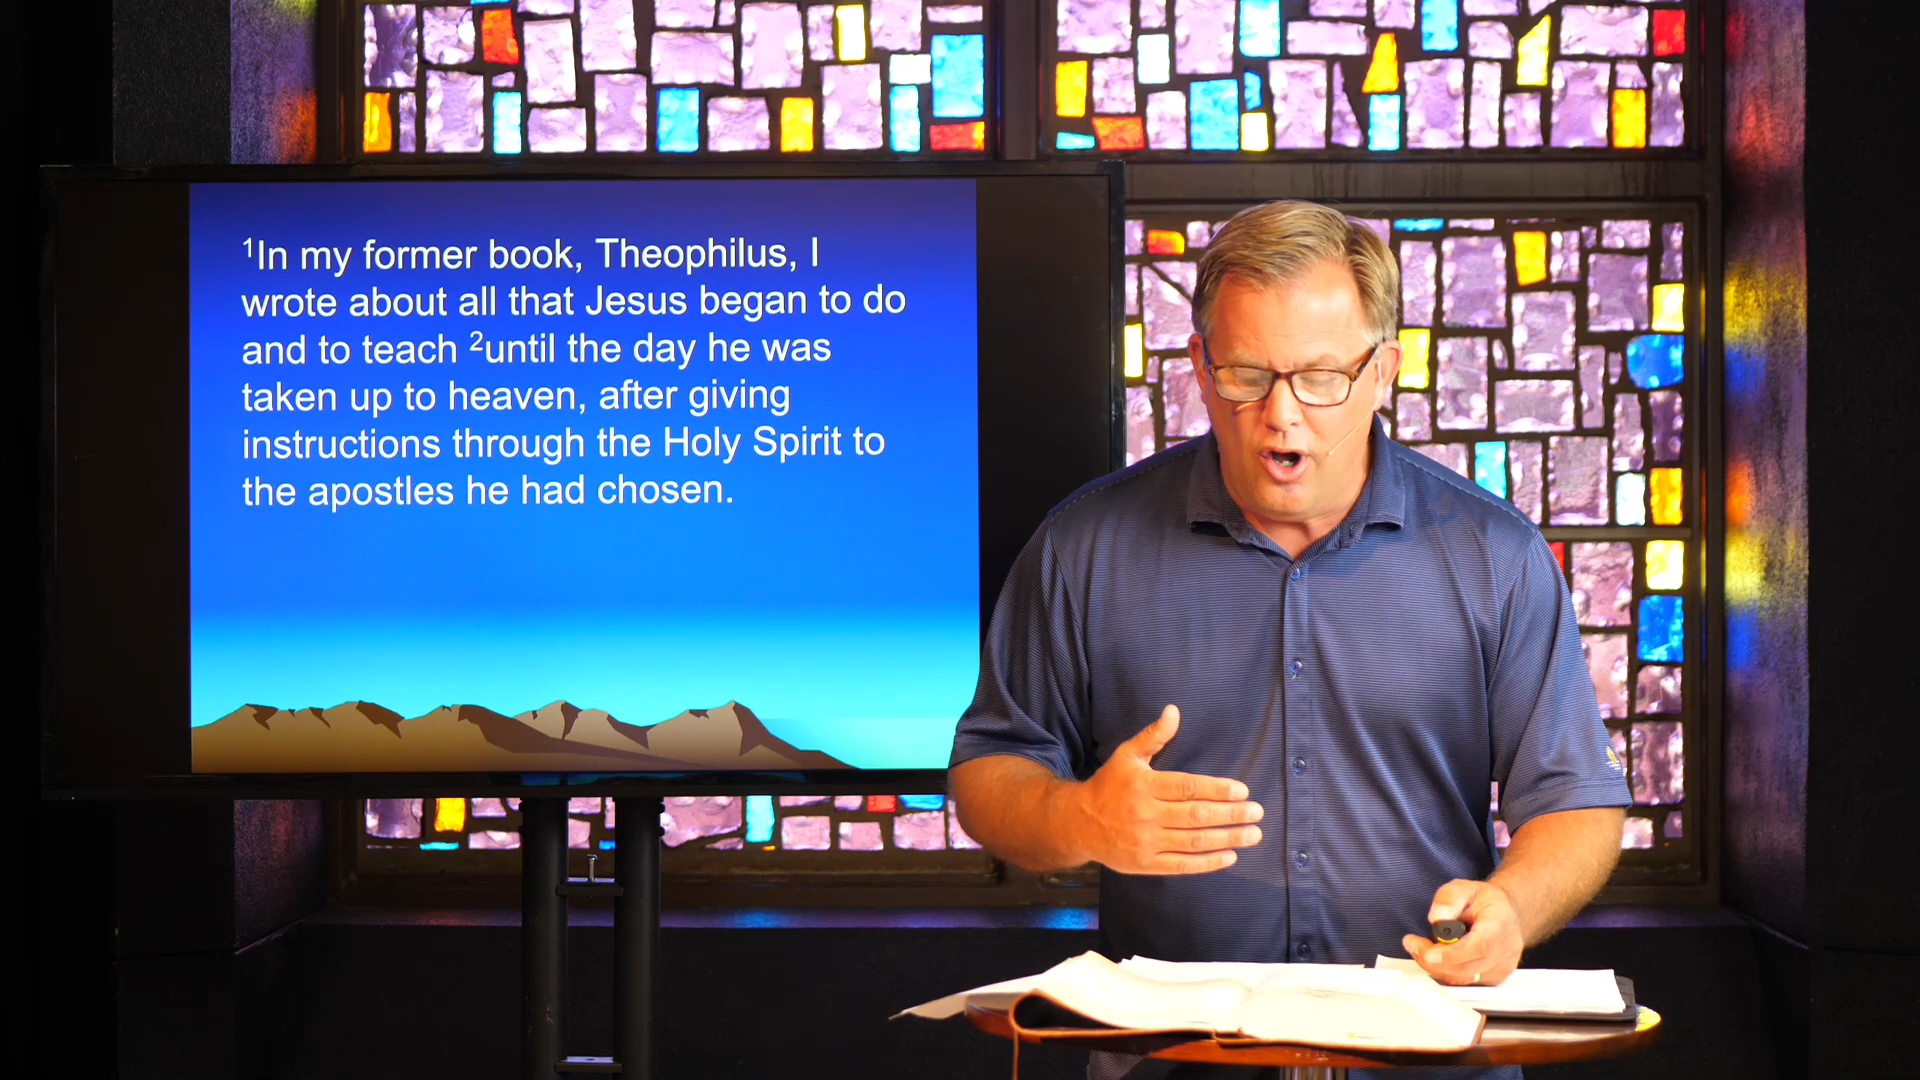 ¹In my former book, Theophilus, I
wrote about all that Jesus began to do
and to teach ²until the day he was
taken up to heaven, after giving
instructions through the Holy Spirit to
the apostles he had chosen.